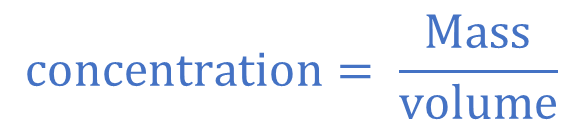 concentration = Mass
volume